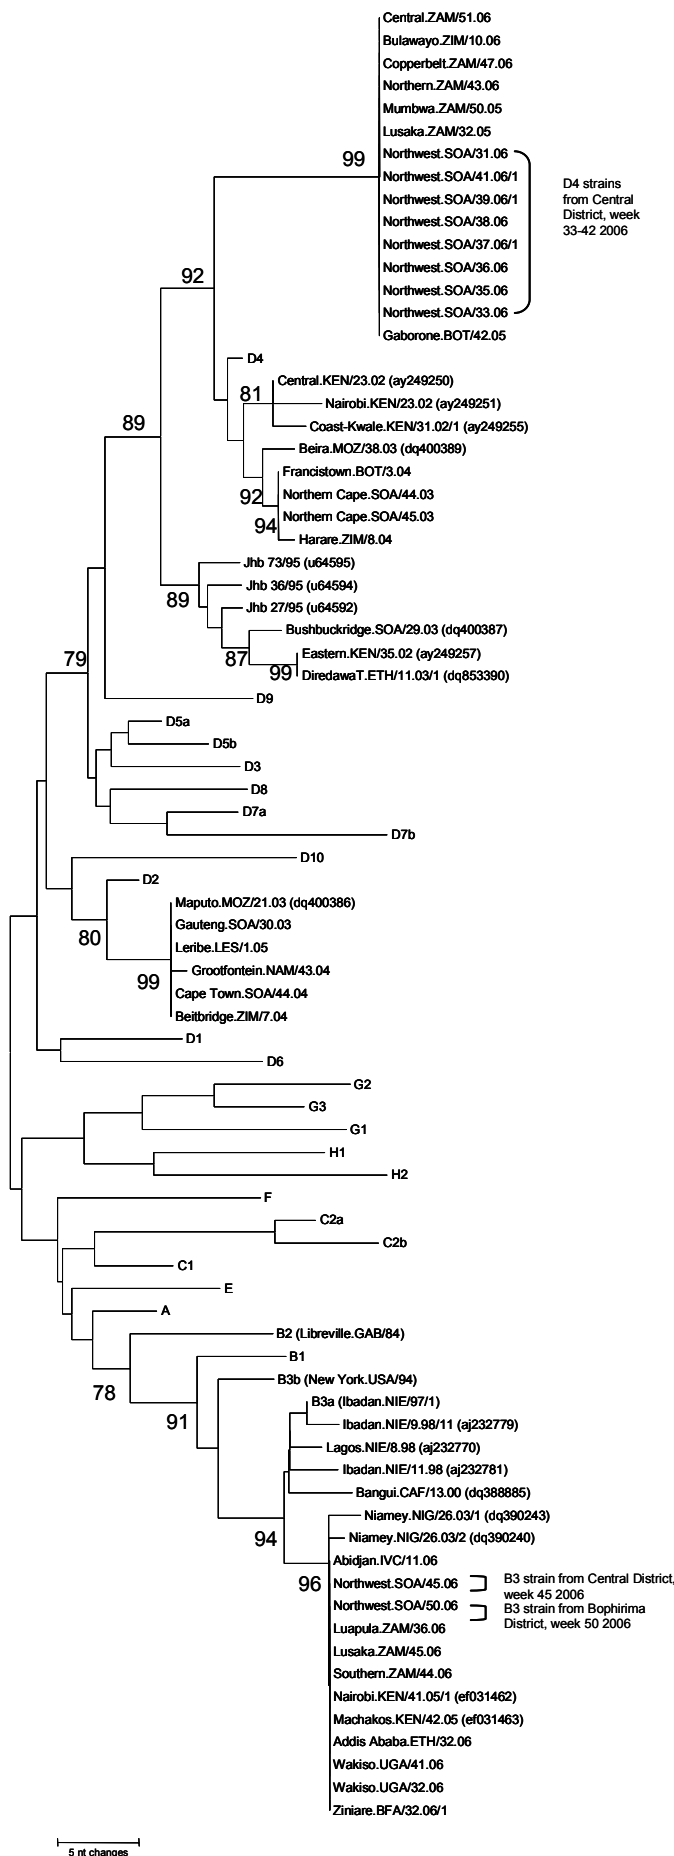 Central.ZAM/51.06
Bulawayo.ZIM/10.06
Copperbelt.ZAM/47.06
Northern.ZAM/43.06
Mumbwa.ZAM/50.05
Lusaka.ZAM/32.05
99
Northwest.SOA/31.06
Northwest.SOA/41.06/1
Northwest.SOA/39.06/1
Northwest.SOA/38.06
Northwest.SOA/37.06/1
Northwest.SOA/36.06
Northwest.SOA/35.06
Northwest.SOA/33.06
D4 strains
from Central
District, week
33-42 2006
Gaborone.BOT/42.05
92
D4
Central.KEN/23.02 (ay249250)
81
Nairobi.KEN/23.02 (ay249251)
Coast-Kwale.KEN/31.02/1 (ay249255)
89
Beira.MOZ/38.03 (dq400389)
Francistown.BOT/3.04
92
Northern Cape.SOA/44.03
Northern Cape.SOA/45.03
94
Harare.ZIM/8.04
Jhb 73/95 (u64595)
Jhb 36/95 (u64594)
89
Jhb 27/95 (u64592)
Bushbuckridge.SOA/29.03 (dq400387)
87
Eastern.KEN/35.02 (ay249257)
99
DiredawaT.ETH/11.03/1 (dq853390)
79
D9
D5a
D5b
D3
D8
D7a
D7b
D10
D2
Maputo.MOZ/21.03 (dq400386)
Gauteng.SOA/30.03
80
Leribe.LES/1.05
Grootfontein.NAM/43.04
99
Cape Town.SOA/44.04
Beitbridge.ZIM/7.04
D1
D6
G2
G3
G1
H1
H2
F
C2a
C2b
C1
E
A
B2 (Libreville.GAB/84)
B1
B3b (New York.USA/94)
78
B3a (Ibadan.NIE/97/1)
91
Ibadan.NIE/9.98/11 (aj232779)
Lagos.NIE/8.98 (aj232770)
Ibadan.NIE/11.98 (aj232781)
Bangui.CAF/13.00 (dq388885)
Niamey.NIG/26.03/1 (dq390243)
94
Niamey.NIG/26.03/2 (dq390240)
Abidjan.IVC/11.06
96
Northwest.SOA/45.06
B3 strain from Central District,
week 45 2006
Northwest.SOA/50.06
B3 strain from Bophirima
District, week 50 2006
Luapula.ZAM/36.06
Lusaka.ZAM/45.06
Southern.ZAM/44.06
Nairobi.KEN/41.05/1 (ef031462)
Machakos.KEN/42.05 (ef031463)
Addis Ababa.ETH/32.06
Wakiso.UGA/41.06
Wakiso.UGA/32.06
Ziniare.BFA/32.06/1
5 nt changes